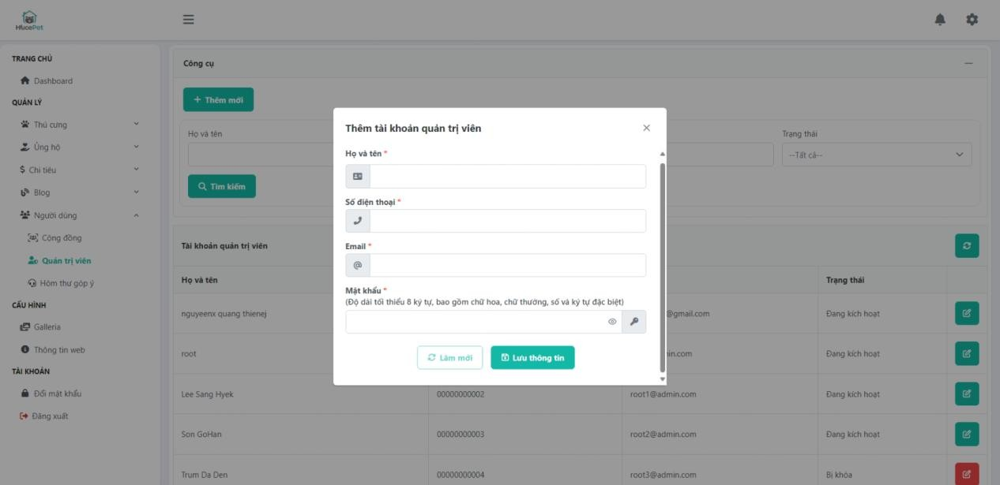 HucePet
TRANG CHỦ
Dashboard
QUẢN LÝ
Thú cưng
Ủng hộ
Chi tiêu
Blog
Người dùng
Cộng đồng
Quản trị viên
Hòm thư góp ý
CẤU HÌNH
Galleria
Thông tin web
TÀI KHOẢN
Đổi mật khẩu
Đăng xuất
Công cụ
+ Thêm mới
Họ và tên
Trạng thái
--Tất cả--
Tìm kiếm
Thêm tài khoản quản trị viên
Họ và tên *
Số điện thoại *
Email *
Mật khẩu *
(Độ dài tối thiểu 8 ký tự, bao gồm chữ hoa, chữ thường, số và ký tự đặc biệt)
Làm mới
Lưu thông tin
Tài khoản quản trị viên
Họ và tên
Trạng thái
nguyeenx quang thienej
@gmail.com
Đang kích hoạt
root
in.com
Đang kích hoạt
Lee Sang Hyek
00000000002
root1@admin.com
Đang kích hoạt
Son GoHan
00000000003
root2@admin.com
Đang kích hoạt
Trum Da Den
00000000004
root3@admin.com
Bị khóa